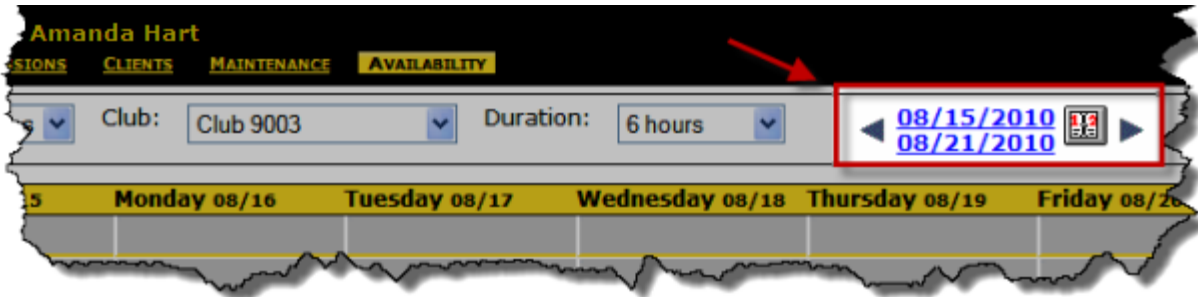 Amanda Hart
CLIENTS MAINTENANCE AVAILABILITY
Club: Club 9003 Duration: 6 hours
08/15/2010
08/21/2010
Monday 08/16 Tuesday 08/17 Wednesday 08/18 Thursday 08/19 Friday